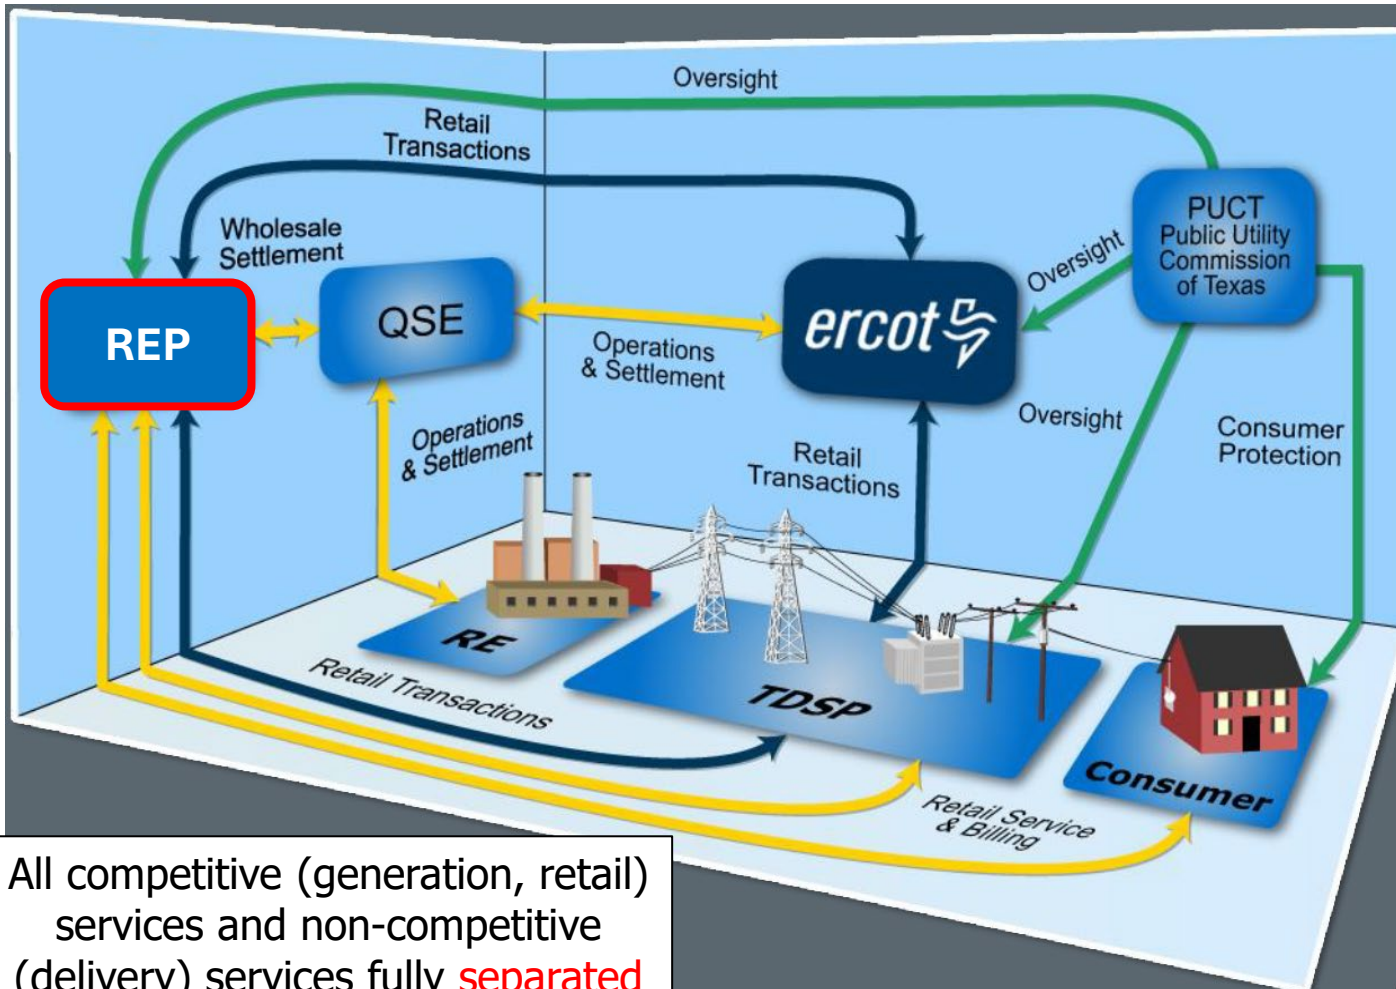 Oversight
Retail
Transactions
Wholesale
Settlement
PUCT
Public Utility
Commission
of Texas
Oversight
REP
QSE
ercot
Operations
& Settlement
Operations
& Settlement
Oversight
Consumer
Protection
Retail
Transactions
RE
Retail Transactions
TDSP
Consumer
Retail Service
& Billing
All competitive (generation, retail)
services and non-competitive
(delivery) services fully separated